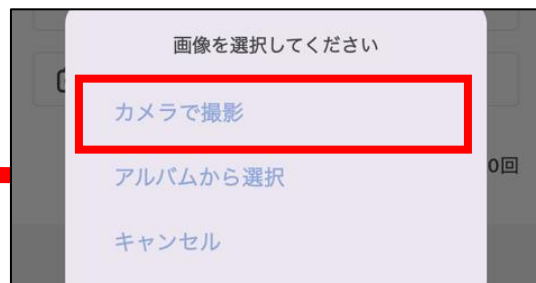 画像を選択してください
カメラで撮影
アルバムから選択
0回
キャンセル